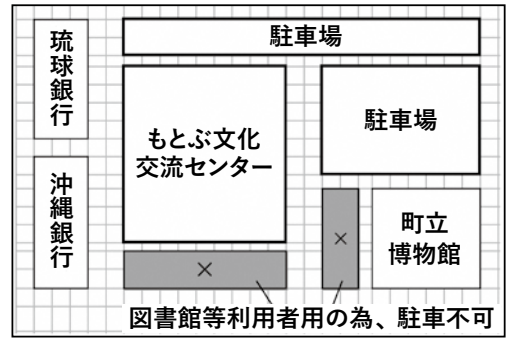 駐車場
琉球銀行
もとぶ文化
交流センター
駐車場
沖縄銀行
町立
博物館
×
×
図書館等利用者用の為、駐車不可